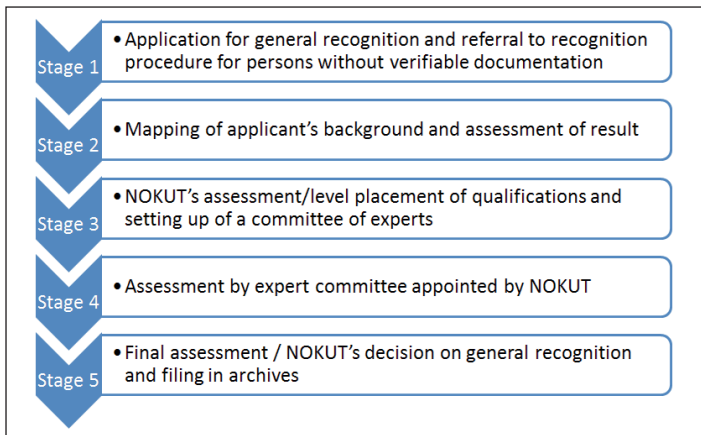 Stage 1
• Application for general recognition and referral to recognition
procedure for persons without verifiable documentation
Stage 2
• Mapping of applicant's background and assessment of result
Stage 3
• NOKUT's assessment/level placement of qualifications and
setting up of a committee of experts
Stage 4
• Assessment by expert committee appointed by NOKUT
Stage 5
• Final assessment / NOKUT's decision on general recognition
and filing in archives